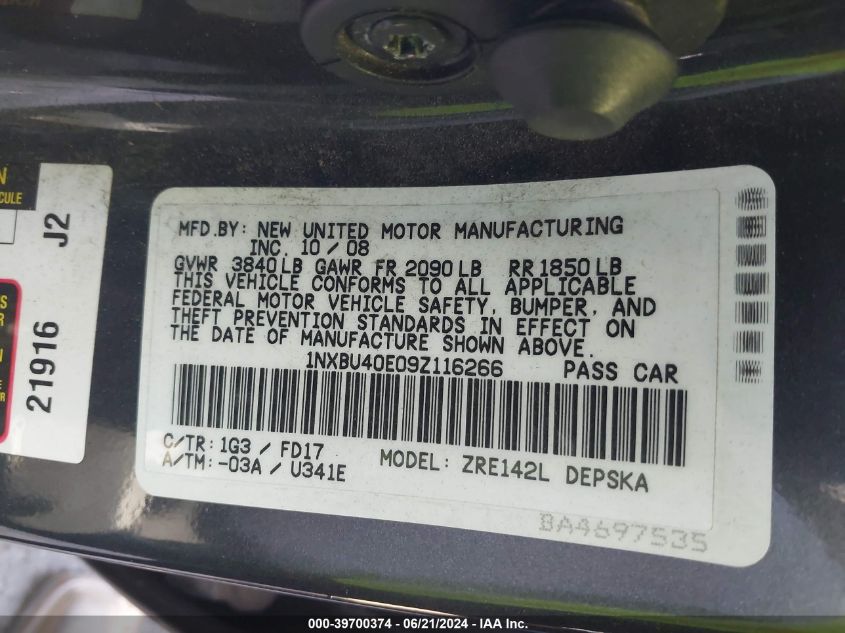 MFD.BY: NEW UNITED MOTOR MANUFACTURING
INC. 10 / 08
GVWR 3840 LB GAWR FR 2090 LB RR 1850 LB
THIS VEHICLE CONFORMS TO ALL APPLICABLE
FEDERAL MOTOR VEHICLE SAFETY, BUMPER, AND
THEFT PREVENTION STANDARDS IN EFFECT ON
THE DATE OF MANUFACTURE SHOWN ABOVE.
1NXBU40E09Z116266 PASS CAR
C/TR: 1G3 / FD17
A/TM: -03A / U341E
MODEL: ZRE142L DEPSKA
BA4697535
21916 J2
N
CULE
S
R
000-39700374 / 06/21/2024 / IAA, Inc.